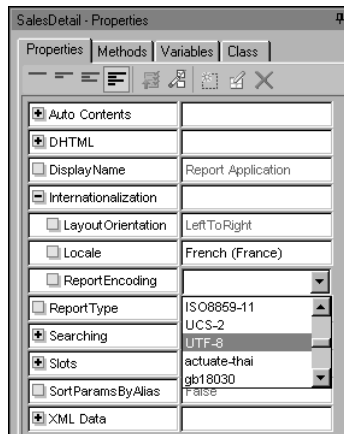 SalesDetail - Properties
Properties Methods Variables Class
Auto Contents
DHTML
DisplayName Report Application
Internationalization
LayoutOrientation LeftToRight
Locale French (France)
ReportEncoding
ReportType ISO8859-11
UCS-2
Searching UTF-8
Slots actuate-thai
gb18030
SortParamsByAlias False
XML Data